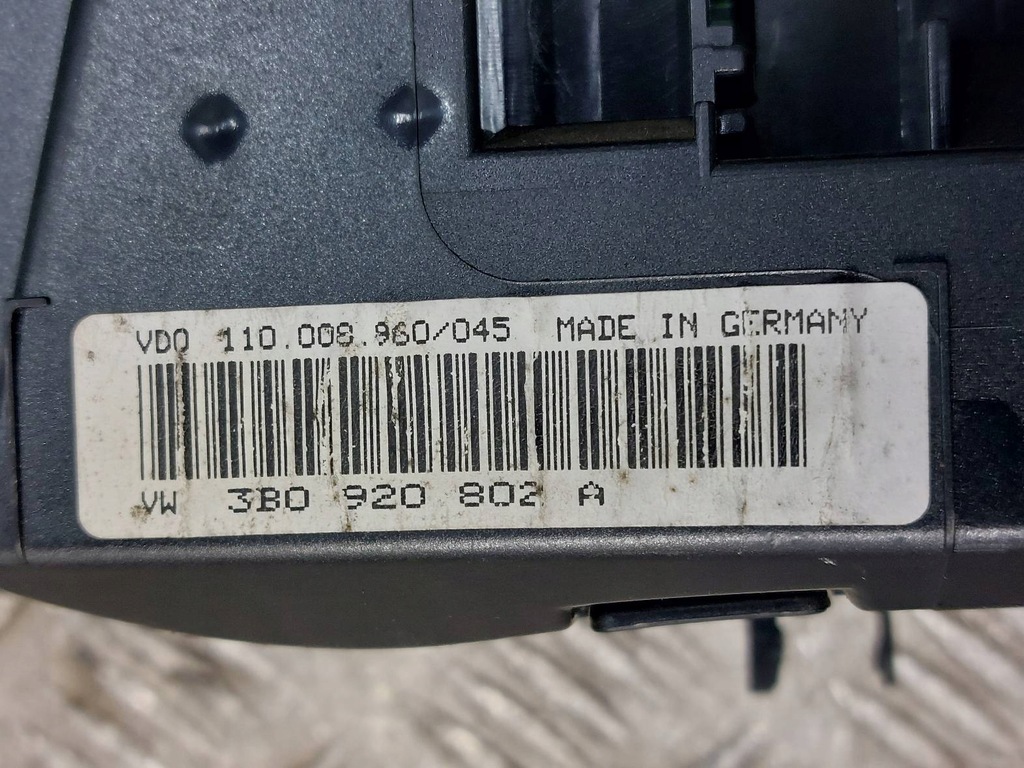 VDO 110.008.960/045 MADE IN GERMANY
VW 3B0 920 802 A